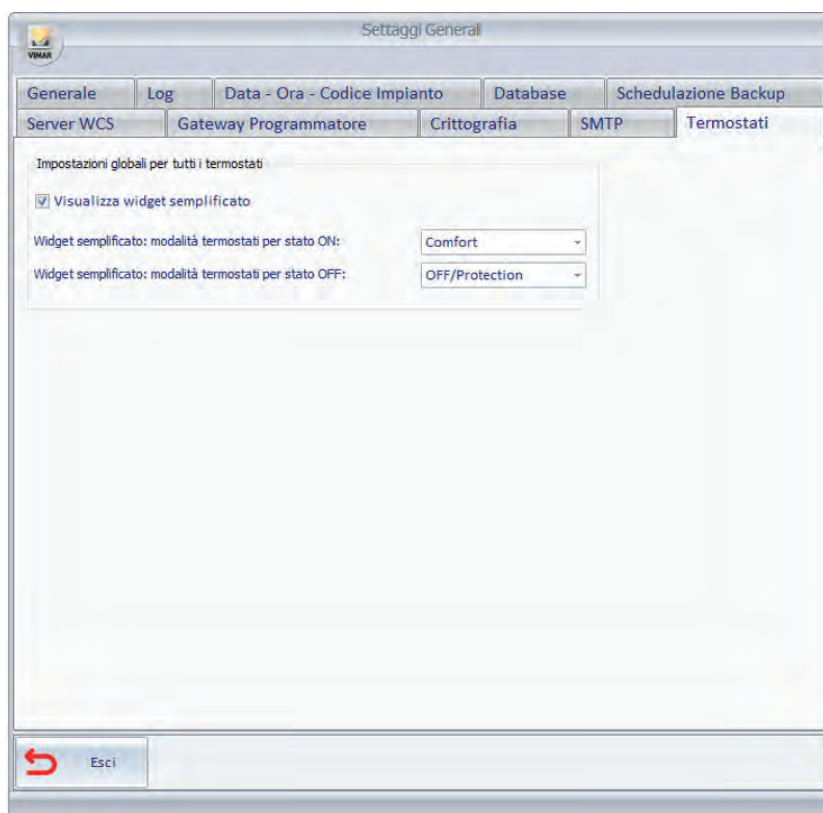 Settaggi Generali
VIMAR
Generale Log Data - Ora - Codice Impianto Database Schedulazione Backup
Server WCS Gateway Programmatore Crittografia SMTP Termostati
Impostazioni globali per tutti i termostati
Visualizza widget semplificato
Widget semplificato: modalità termostati per stato ON: Comfort
Widget semplificato: modalità termostati per stato OFF: OFF/Protection
Esci